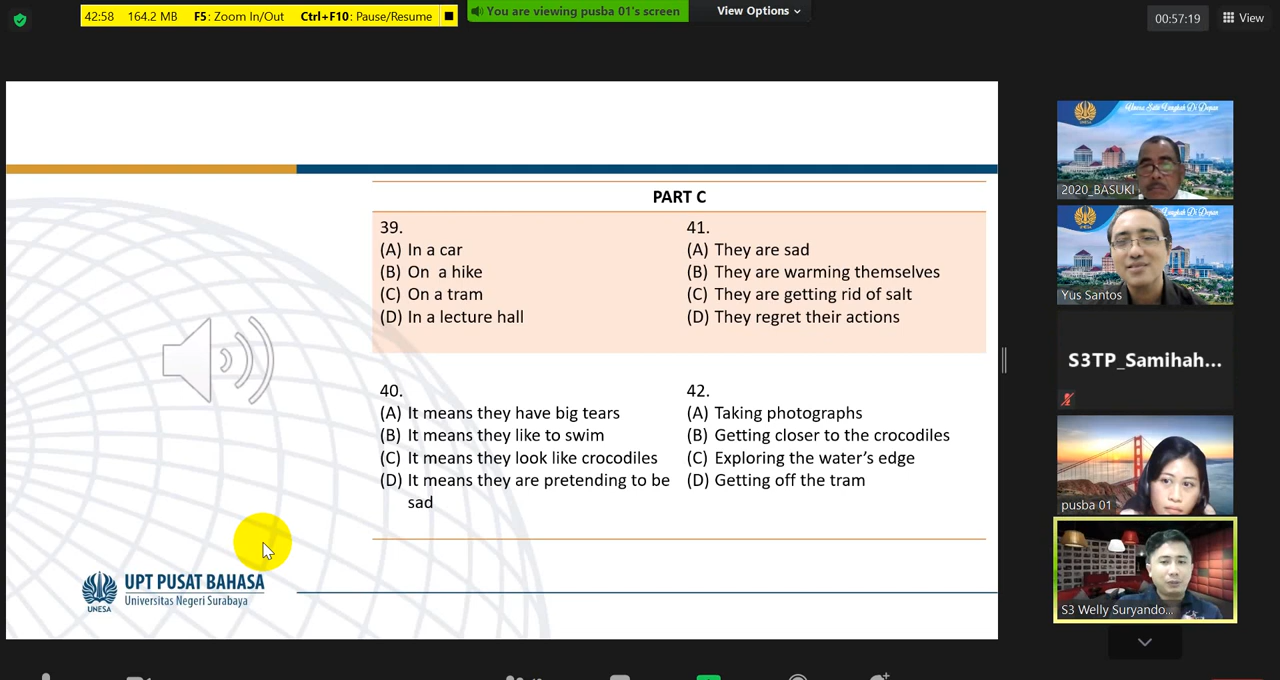 42:58 164.2 MB F5: Zoom In/Out Ctrl+F10: Pause/Resume
You are viewing pusba 01's screen
View Options
00:57:19
View
PART C
39.
(A) In a car
(B) On a hike
(C) On a tram
(D) In a lecture hall
41.
(A) They are sad
(B) They are warming themselves
(C) They are getting rid of salt
(D) They regret their actions
40.
(A) It means they have big tears
(B) It means they like to swim
(C) It means they look like crocodiles
(D) It means they are pretending to be
sad
42.
(A) Taking photographs
(B) Getting closer to the crocodiles
(C) Exploring the water's edge
(D) Getting off the tram
UNESA
UPT PUSAT BAHASA
Universitas Negeri Surabaya
2020_BASUKI
Yus Santos
S3TP_Samihah...
pusba 01
S3 Welly Suryando...